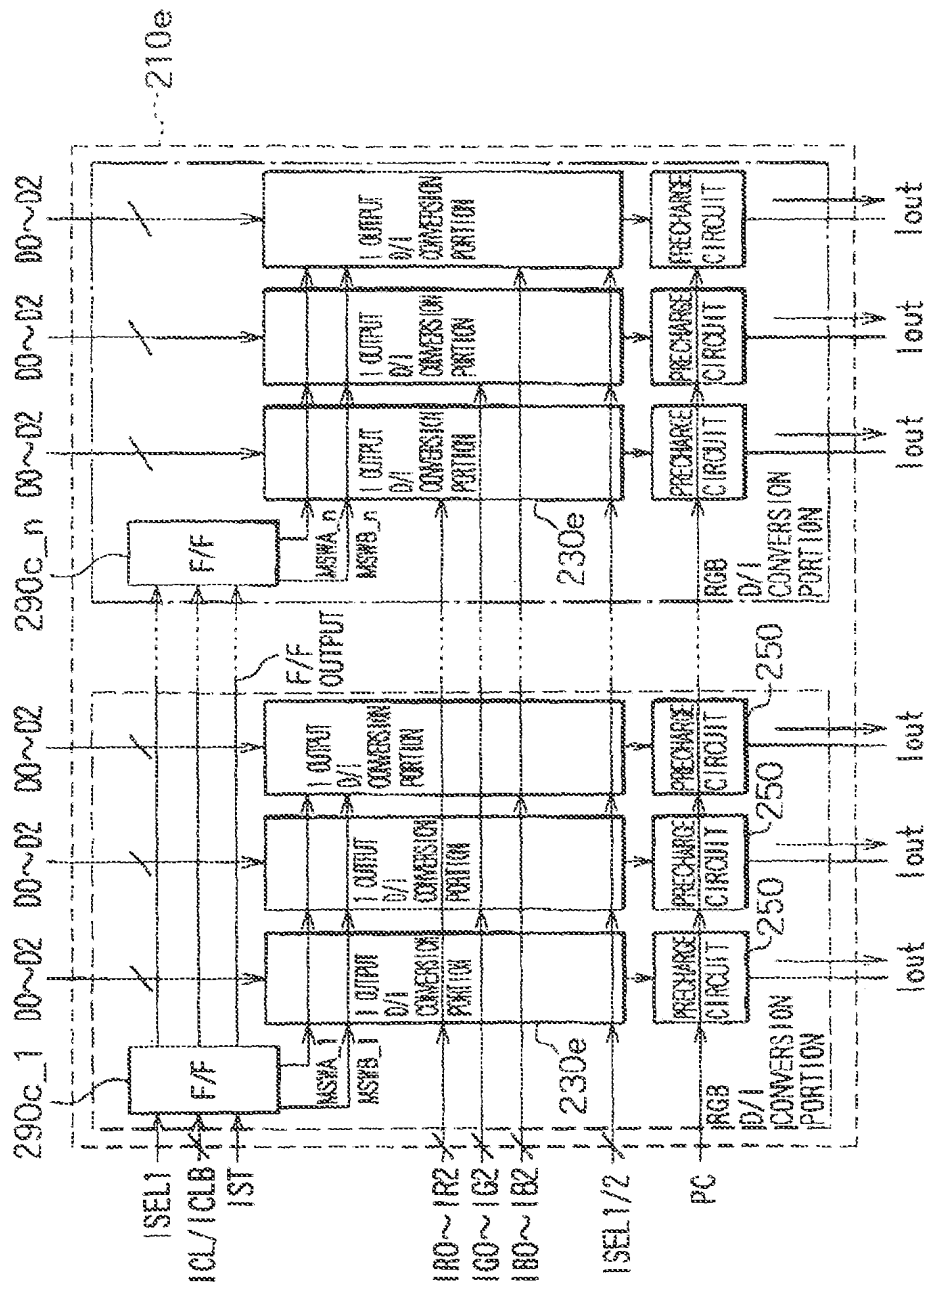 210e
D0~D2
D0~D2
D0~D2
D0~D2
D0~D2
D0~D2
290c_1
290c_n
F/F
F/F
F/F
OUTPUT
ISEL1
ICL/ICLB
IST
MSWA_1
MSWB_1
MSWA_n
MSWB_n
1 OUTPUT
D/I
CONVERSION
PORTION
1 OUTPUT
D/I
CONVERSION
PORTION
1 OUTPUT
D/I
CONVERSION
PORTION
1 OUTPUT
D/I
CONVERSION
PORTION
1 OUTPUT
D/I
CONVERSION
PORTION
1 OUTPUT
D/I
CONVERSION
PORTION
IR0~IR2
IG0~IG2
IB0~IB2
230e
230e
ISEL1/2
PC
PRECHARGE
CIRCUIT
PRECHARGE
CIRCUIT
PRECHARGE
CIRCUIT
PRECHARGE
CIRCUIT
PRECHARGE
CIRCUIT
PRECHARGE
CIRCUIT
250
250
250
RGB
D/I
CONVERSION
PORTION
RGB
D/I
CONVERSION
PORTION
Iout
Iout
Iout
Iout
Iout
Iout